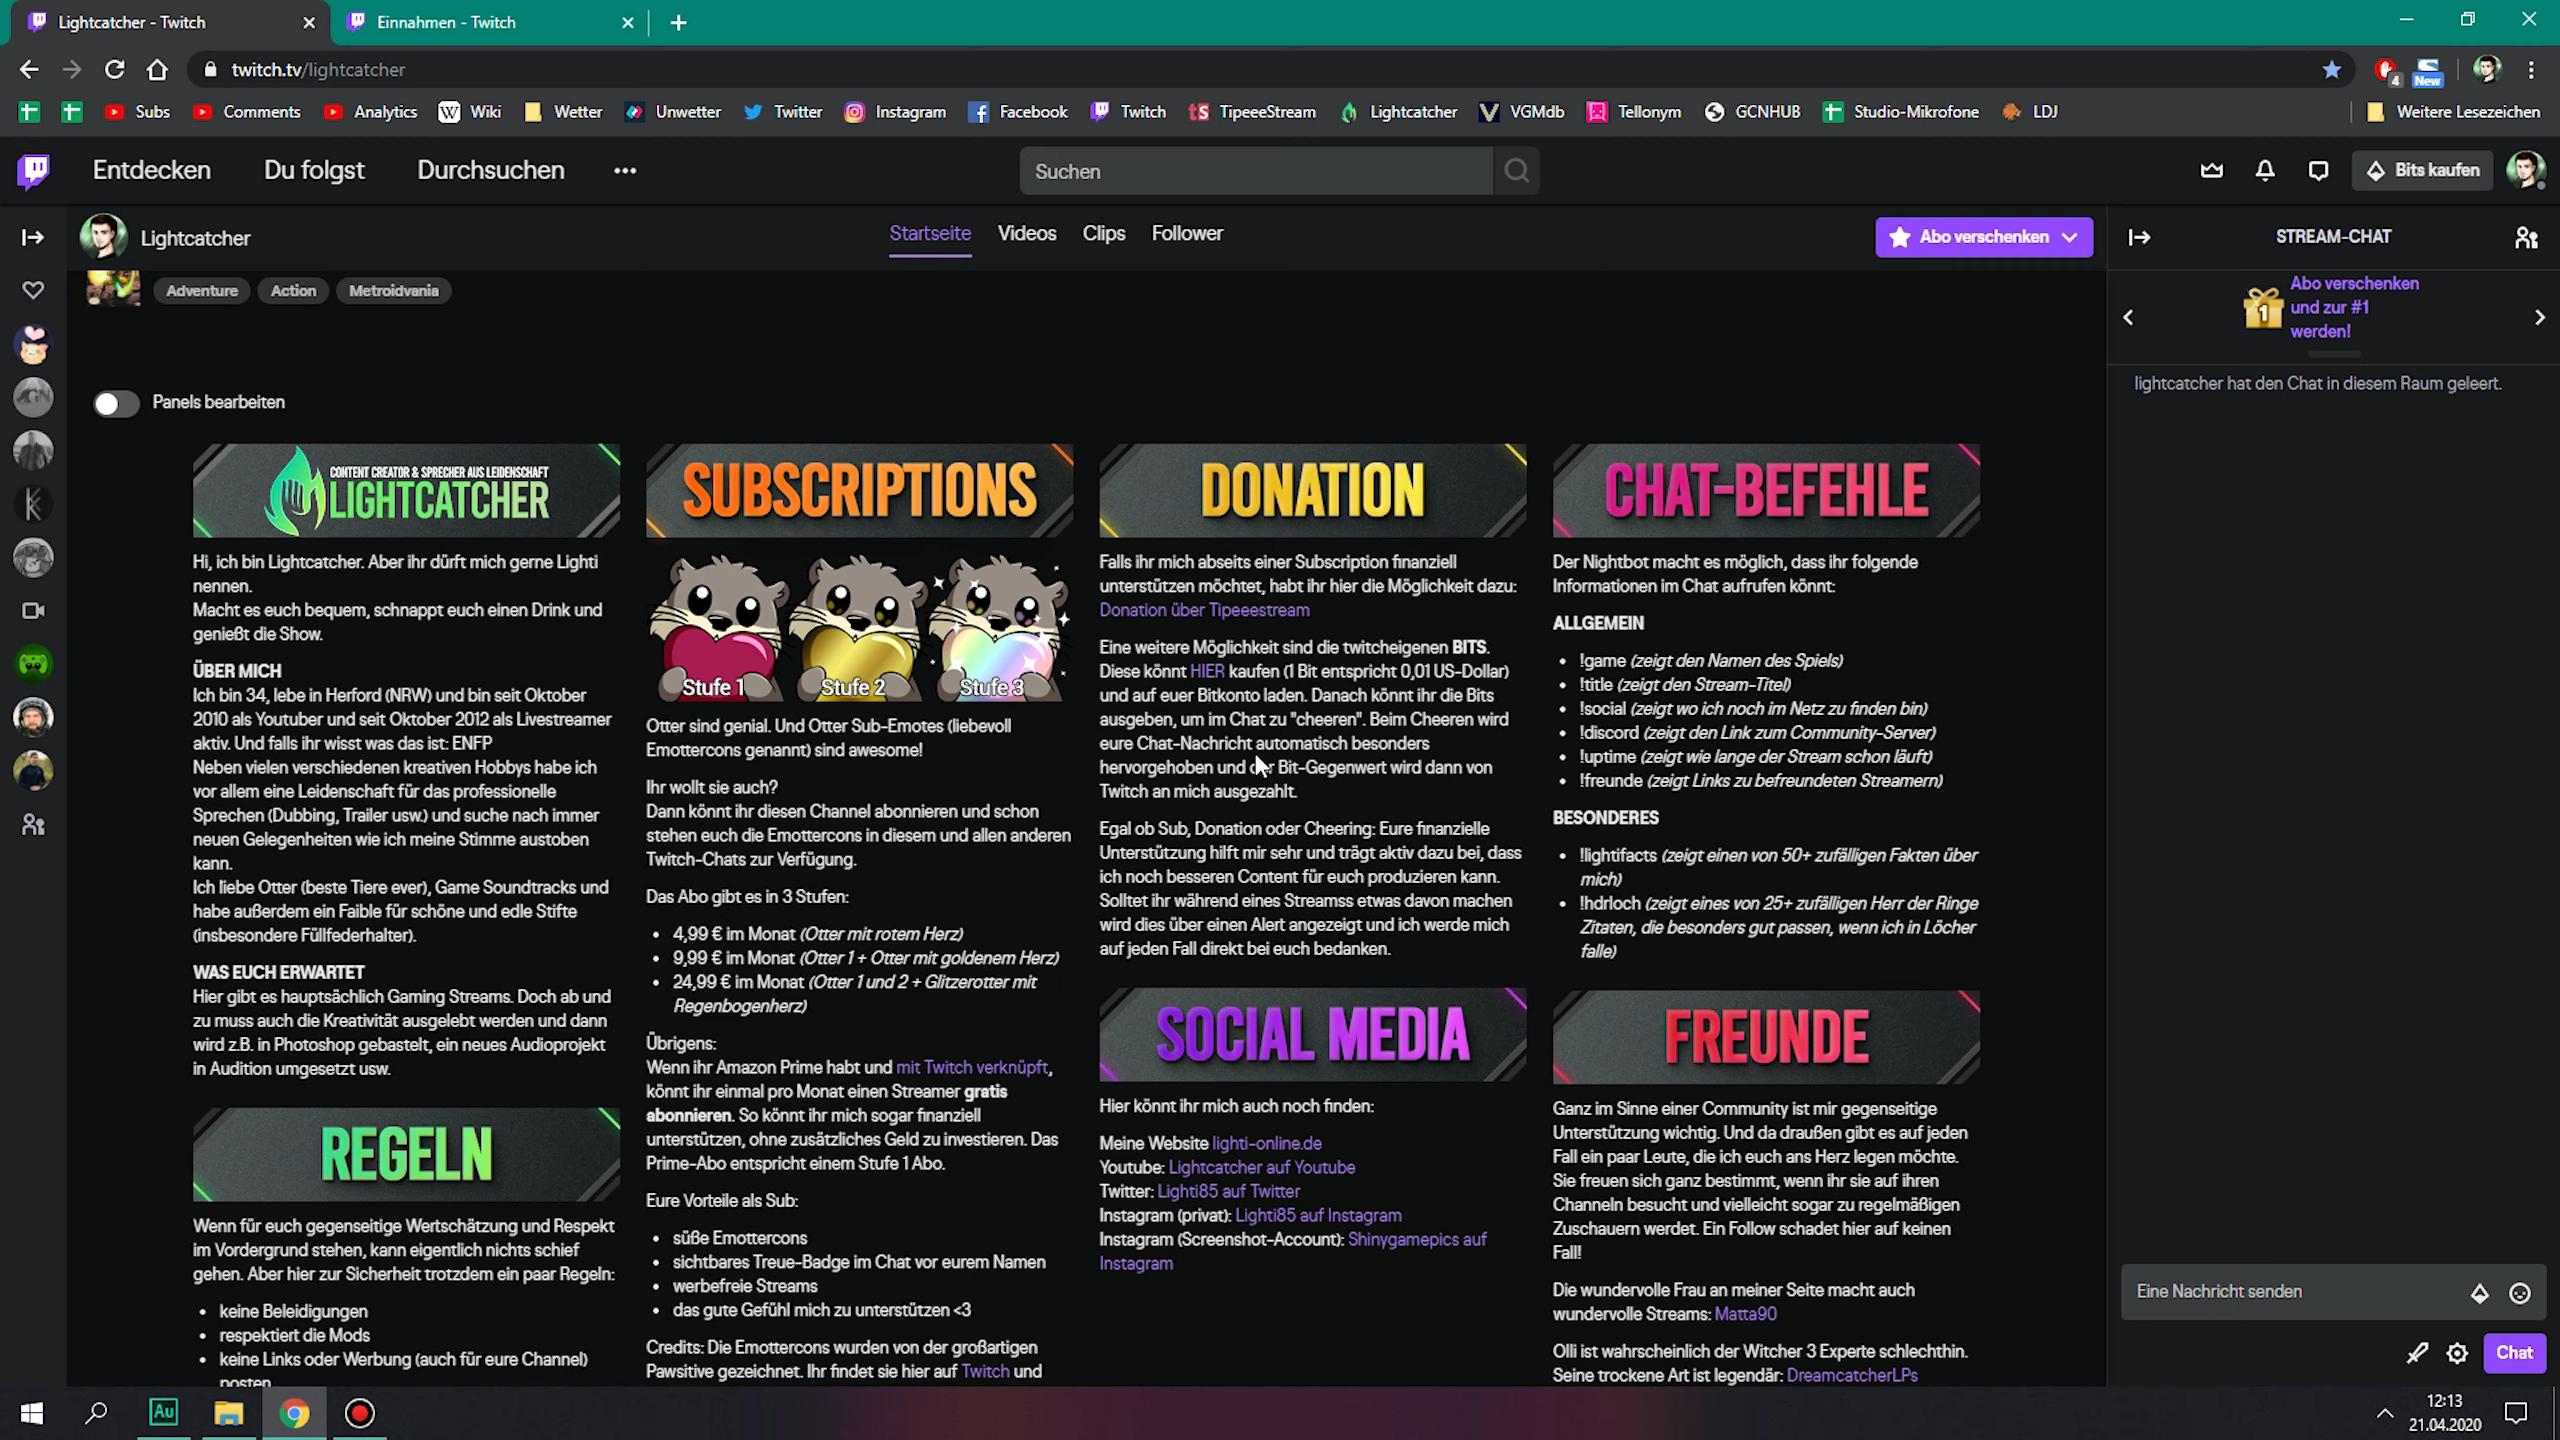 Lightcatcher - Twitch
Einnahmen - Twitch
twitch.tv/lightcatcher
4
New
Subs
Comments
Analytics
Wiki
Wetter
Unwetter
Twitter
Instagram
Facebook
Twitch
TipeeeStream
Lightcatcher
VGMdb
Tellonym
GCNHUB
Studio-Mikrofone
LDJ
Weitere Lesezeichen
Entdecken
Du folgst
Durchsuchen
Suchen
Bits kaufen
Lightcatcher
Startseite
Videos
Clips
Follower
Abo verschenken
STREAM-CHAT
Adventure
Action
Metroidvania
1
Abo verschenken
und zur #1
werden!
lightcatcher hat den Chat in diesem Raum geleert.
Panels bearbeiten
CONTENT CREATOR & SPRECHER AUS LEIDENSCHAFT
LIGHTCATCHER
Hi, ich bin Lightcatcher. Aber ihr dürft mich gerne Lighti
nennen.
Macht es euch bequem, schnappt euch einen Drink und
genießt die Show.
ÜBER MICH
Ich bin 34, lebe in Herford (NRW) und bin seit Oktober
2010 als Youtuber und seit Oktober 2012 als Livestreamer
aktiv. Und falls ihr wisst was das ist: ENFP
Neben vielen verschiedenen kreativen Hobbys habe ich
vor allem eine Leidenschaft für das professionelle
Sprechen (Dubbing, Trailer usw.) und suche nach immer
neuen Gelegenheiten wie ich meine Stimme austoben
kann.
Ich liebe Otter (beste Tiere ever), Game Soundtracks und
habe außerdem ein Faible für schöne und edle Stifte
(insbesondere Füllfederhalter).
WAS EUCH ERWARTET
Hier gibt es hauptsächlich Gaming Streams. Doch ab und
zu muss auch die Kreativität ausgelebt werden und dann
wird z.B. in Photoshop gebastelt, ein neues Audioprojekt
in Audition umgesetzt usw.
REGELN
Wenn für euch gegenseitige Wertschätzung und Respekt
im Vordergrund stehen, kann eigentlich nichts schief
gehen. Aber hier zur Sicherheit trotzdem ein paar Regeln:
• keine Beleidigungen
• respektiert die Mods
• keine Links oder Werbung (auch für eure Channel)
posten
SUBSCRIPTIONS
Stufe 1
Stufe 2
Stufe 3
Otter sind genial. Und Otter Sub-Emotes (liebevoll
Emottercons genannt) sind awesome!
Ihr wollt sie auch?
Dann könnt ihr diesen Channel abonnieren und schon
stehen euch die Emottercons in diesem und allen anderen
Twitch-Chats zur Verfügung.
Das Abo gibt es in 3 Stufen:
• 4,99 € im Monat (Otter mit rotem Herz)
• 9,99 € im Monat (Otter 1 + Otter mit goldenem Herz)
• 24,99 € im Monat (Otter 1 und 2 + Glitzerotter mit
Regenbogenherz)
Übrigens:
Wenn ihr Amazon Prime habt und mit Twitch verknüpft,
könnt ihr einmal pro Monat einen Streamer gratis
abonnieren. So könnt ihr mich sogar finanziell
unterstützen, ohne zusätzliches Geld zu investieren. Das
Prime-Abo entspricht einem Stufe 1 Abo.
Eure Vorteile als Sub:
• süße Emottercons
• sichtbares Treue-Badge im Chat vor eurem Namen
• werbefreie Streams
• das gute Gefühl mich zu unterstützen <3
Credits: Die Emottercons wurden von der großartigen
Pawsitive gezeichnet. Ihr findet sie hier auf Twitch und
DONATION
Falls ihr mich abseits einer Subscription finanziell
unterstützen möchtet, habt ihr hier die Möglichkeit dazu:
Donation über Tipeeestream
Eine weitere Möglichkeit sind die twitcheigenen BITS.
Diese könnt HIER kaufen (1 Bit entspricht 0,01 US-Dollar)
und auf euer Bitkonto laden. Danach könnt ihr die Bits
ausgeben, um im Chat zu "cheeren". Beim Cheeren wird
eure Chat-Nachricht automatisch besonders
hervorgehoben und der Bit-Gegenwert wird dann von
Twitch an mich ausgezahlt.
Egal ob Sub, Donation oder Cheering: Eure finanzielle
Unterstützung hilft mir sehr und trägt aktiv dazu bei, dass
ich noch besseren Content für euch produzieren kann.
Solltet ihr während eines Streamss etwas davon machen
wird dies über einen Alert angezeigt und ich werde mich
auf jeden Fall direkt bei euch bedanken.
SOCIAL MEDIA
Hier könnt ihr mich auch noch finden:
Meine Website lighti-online.de
Youtube: Lightcatcher auf Youtube
Twitter: Lighti85 auf Twitter
Instagram (privat): Lighti85 auf Instagram
Instagram (Screenshot-Account): Shinygamepics auf
Instagram
CHAT-BEFEHLE
Der Nightbot macht es möglich, dass ihr folgende
Informationen im Chat aufrufen könnt:
ALLGEMEIN
• !game (zeigt den Namen des Spiels)
• !title (zeigt den Stream-Titel)
• !social (zeigt wo ich noch im Netz zu finden bin)
• !discord (zeigt den Link zum Community-Server)
• !uptime (zeigt wie lange der Stream schon läuft)
• !freunde (zeigt Links zu befreundeten Streamern)
BESONDERES
• !lightifacts (zeigt einen von 50+ zufälligen Fakten über
mich)
• !hdrloch (zeigt eines von 25+ zufälligen Herr der Ringe
Zitaten, die besonders gut passen, wenn ich in Löcher
falle)
FREUNDE
Ganz im Sinne einer Community ist mir gegenseitige
Unterstützung wichtig. Und da draußen gibt es auf jeden
Fall ein paar Leute, die ich euch ans Herz legen möchte.
Sie freuen sich ganz bestimmt, wenn ihr sie auf ihren
Channeln besucht und vielleicht sogar zu regelmäßigen
Zuschauern werdet. Ein Follow schadet hier auf keinen
Fall!
Die wundervolle Frau an meiner Seite macht auch
wundervolle Streams: Matta90
Olli ist wahrscheinlich der Witcher 3 Experte schlechthin.
Seine trockene Art ist legendär: DreamcatcherLPs
Eine Nachricht senden
Chat
Au
12:13
21.04.2020